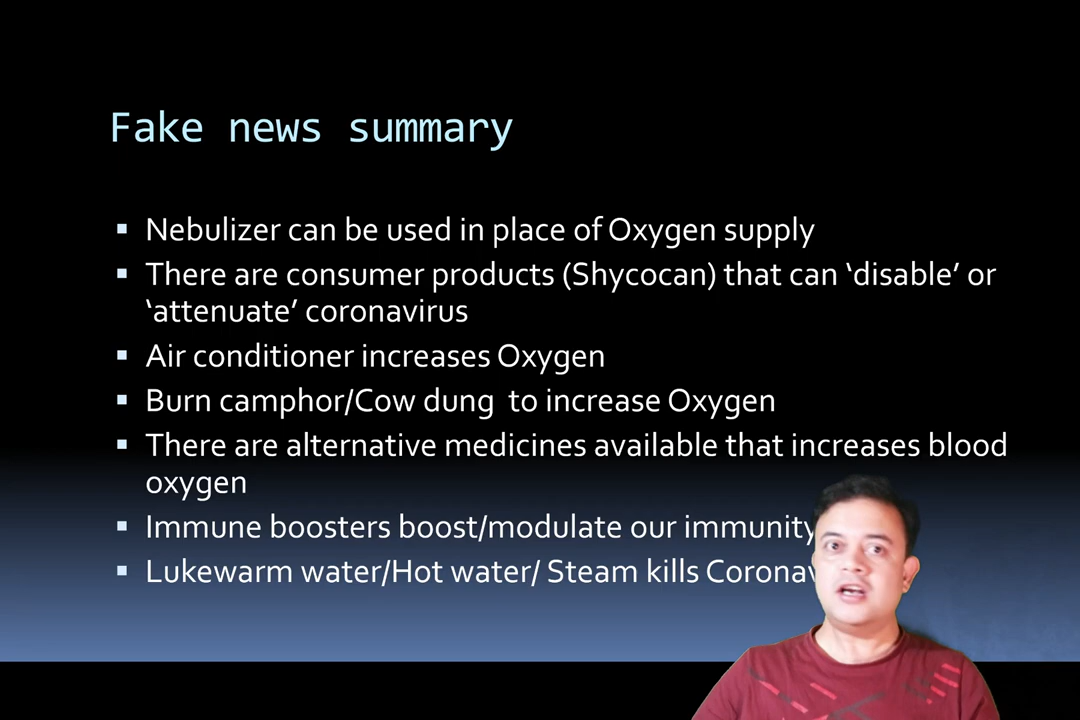 Fake news summary
Nebulizer can be used in place of Oxygen supply
There are consumer products (Shycocan) that can ‘disable’ or
‘attenuate’ coronavirus
Air conditioner increases Oxygen
Burn camphor/Cow dung to increase Oxygen
There are alternative medicines available that increases blood
oxygen
Immune boosters boost/modulate our immunity
Lukewarm water/Hot water/ Steam kills